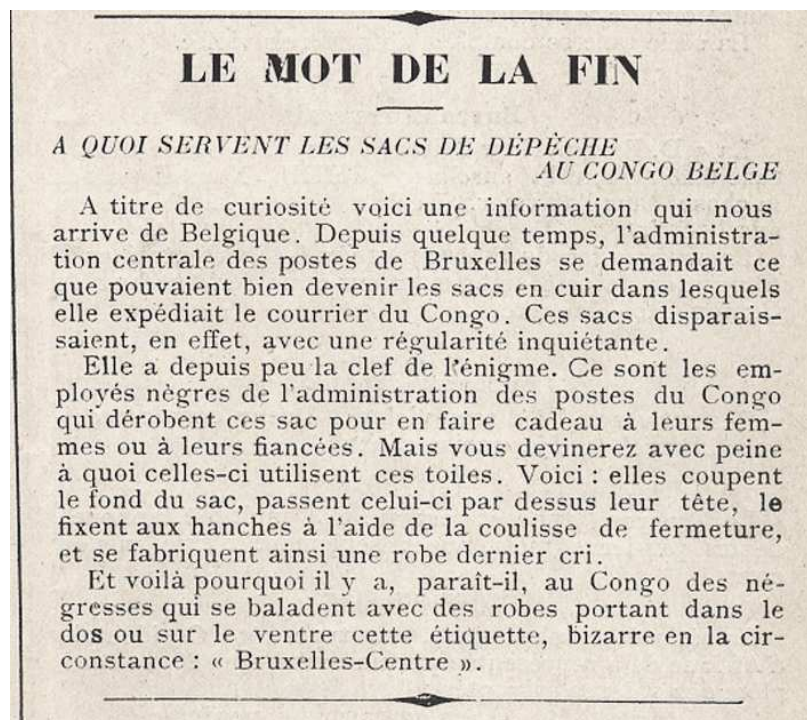 LE MOT DE LA FIN
A QUOI SERVENT LES SACS DE DÉPÈCHE
AU CONGO BELGE
A titre de curiosité voici une information qui nous
arrive de Belgique. Depuis quelque temps, l'administra-
tion centrale des postes de Bruxelles se demandait ce
que pouvaient bien devenir les sacs en cuir dans lesquels
elle expédiait le courrier du Congo. Ces sacs disparais-
saient, en effet, avec une régularité inquiétante.
Elle a depuis peu la clef de l'énigme. Ce sont les em-
ployés nègres de l'administration des postes du Congo
qui dérobent ces sac pour en faire cadeau à leurs fem-
mes ou à leurs fiancées. Mais vous devinerez avec peine
à quoi celles-ci utilisent ces toiles. Voici : elles coupent
le fond du sac, passent celui-ci par dessus leur tête, le
fixent aux hanches à l'aide de la coulisse de fermeture,
et se fabriquent ainsi une robe dernier cri.
Et voilà pourquoi il y a, paraît-il, au Congo des né-
gresses qui se baladent avec des robes portant dans le
dos ou sur le ventre cette étiquette, bizarre en la cir-
constance : « Bruxelles-Centre ».